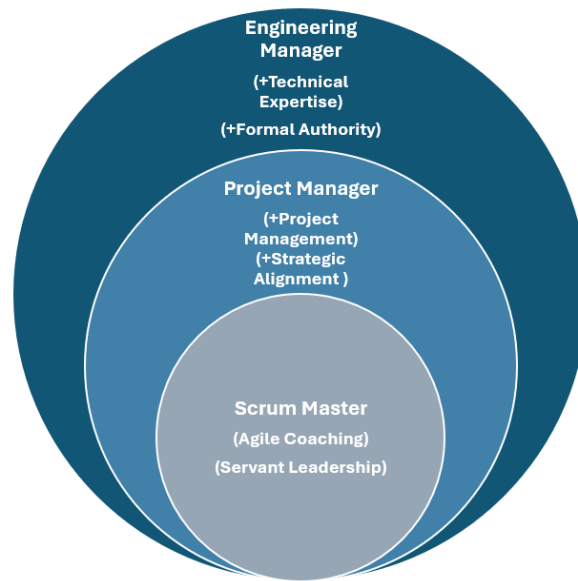 Engineering
Manager
(+Technical
Expertise)
(+Formal Authority)
Project Manager
(+Project
Management)
(+Strategic
Alignment )
Scrum Master
(Agile Coaching)
(Servant Leadership)